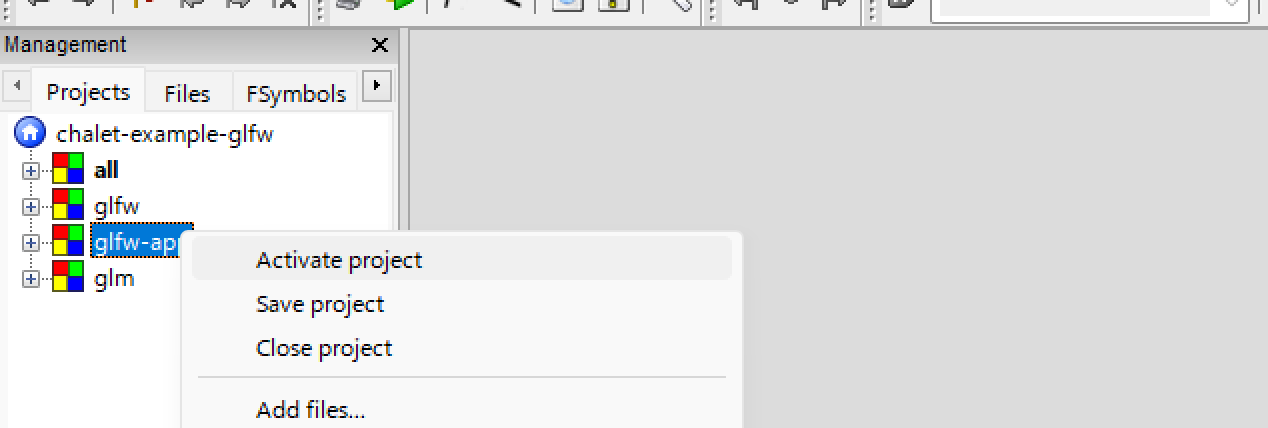 Management
Projects Files FSymbols
chalet-example-glfw
all
glfw
glfw-ap
glm
Activate project
Save project
Close project
Add files...